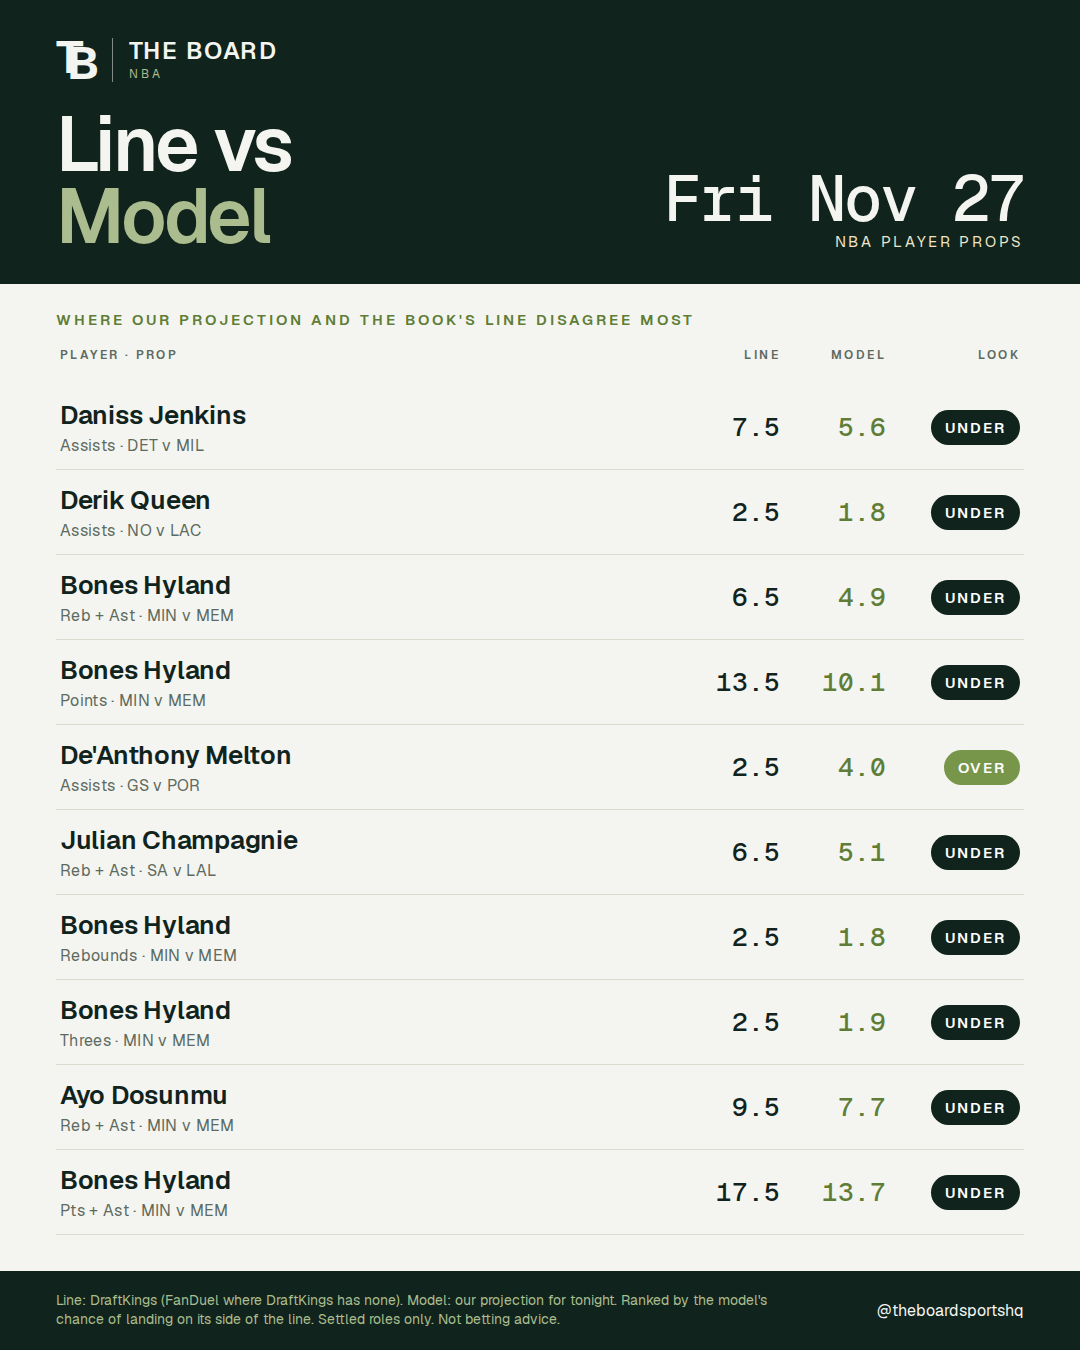 TB
THE BOARD
NBA
Line vs
Model
Fri Nov 27
NBA PLAYER PROPS
WHERE OUR PROJECTION AND THE BOOK'S LINE DISAGREE MOST
PLAYER · PROP LINE MODEL LOOK
Daniss Jenkins
Assists · DET v MIL
7.5 5.6 UNDER
Derik Queen
Assists · NO v LAC
2.5 1.8 UNDER
Bones Hyland
Reb + Ast · MIN v MEM
6.5 4.9 UNDER
Bones Hyland
Points · MIN v MEM
13.5 10.1 UNDER
De'Anthony Melton
Assists · GS v POR
2.5 4.0 OVER
Julian Champagnie
Reb + Ast · SA v LAL
6.5 5.1 UNDER
Bones Hyland
Rebounds · MIN v MEM
2.5 1.8 UNDER
Bones Hyland
Threes · MIN v MEM
2.5 1.9 UNDER
Ayo Dosunmu
Reb + Ast · MIN v MEM
9.5 7.7 UNDER
Bones Hyland
Pts + Ast · MIN v MEM
17.5 13.7 UNDER
Line: DraftKings (FanDuel where DraftKings has none). Model: our projection for tonight. Ranked by the model's
chance of landing on its side of the line. Settled roles only. Not betting advice.
@theboardsportshq